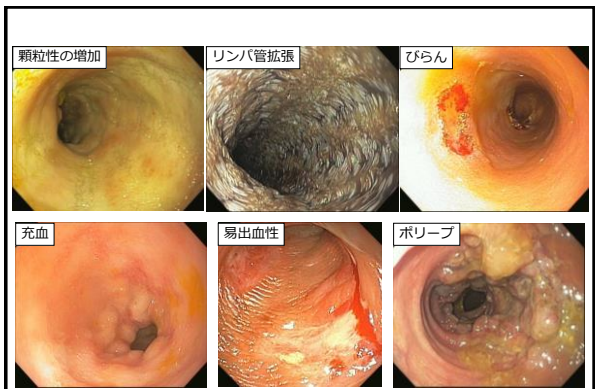 顆粒性の増加
リンパ管拡張
びらん
充血
易出血性
ポリープ